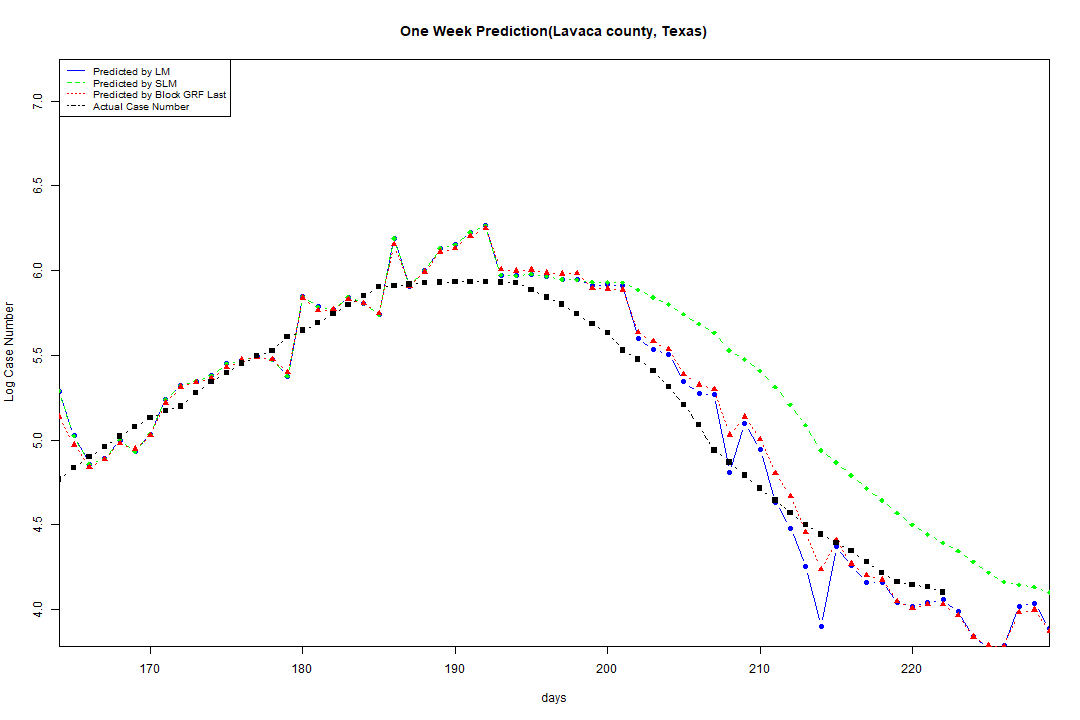 One Week Prediction(Lavaca county, Texas)
Predicted by LM
Predicted by SLM
Predicted by Block GRF Last
Actual Case Number
Log Case Number
7.0
6.5
6.0
5.5
5.0
4.5
4.0
170 180 190 200 210 220
days